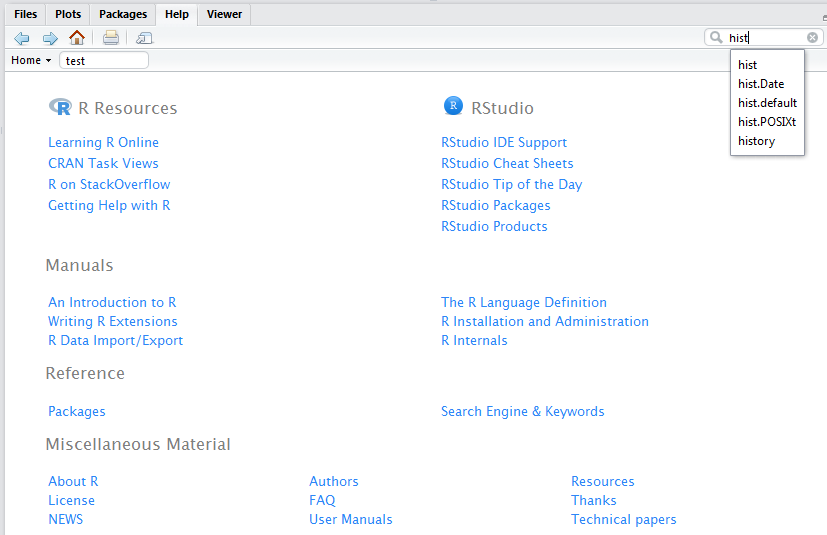 Files Plots Packages Help Viewer
hist
Home test
hist
hist.Date
hist.default
hist.POSIXt
history
R R Resources
R RStudio
Learning R Online
RStudio IDE Support
CRAN Task Views
RStudio Cheat Sheets
R on StackOverflow
RStudio Tip of the Day
Getting Help with R
RStudio Packages
RStudio Products
Manuals
An Introduction to R
The R Language Definition
Writing R Extensions
R Installation and Administration
R Data Import/Export
R Internals
Reference
Packages
Search Engine & Keywords
Miscellaneous Material
About R Authors Resources
License FAQ Thanks
NEWS User Manuals Technical papers